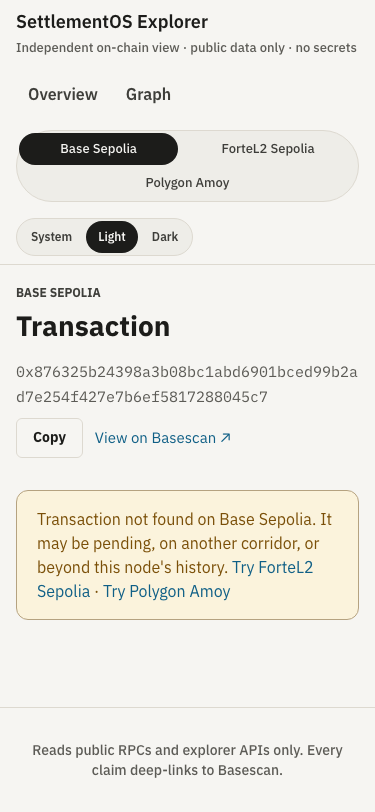 SettlementOS Explorer
Independent on-chain view · public data only · no secrets
Overview Graph
Base Sepolia ForteL2 Sepolia
Polygon Amoy
System Light Dark
BASE SEPOLIA
Transaction
0x876325b24398a3b08bc1abd6901bced99b2a
d7e254f427e7b6ef5817288045c7
Copy View on Basescan ↗
Transaction not found on Base Sepolia. It
may be pending, on another corridor, or
beyond this node's history. Try ForteL2
Sepolia · Try Polygon Amoy
Reads public RPCs and explorer APIs only. Every
claim deep-links to Basescan.